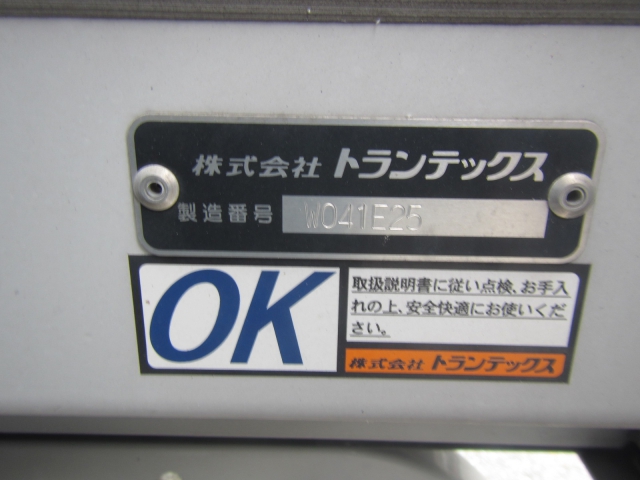 株式会社 トランテックス
製造番号 W041E25
OK
取扱説明書に従い点検、お手入
れの上、安全快適にお使いくだ
さい。
株式会社 トランテックス